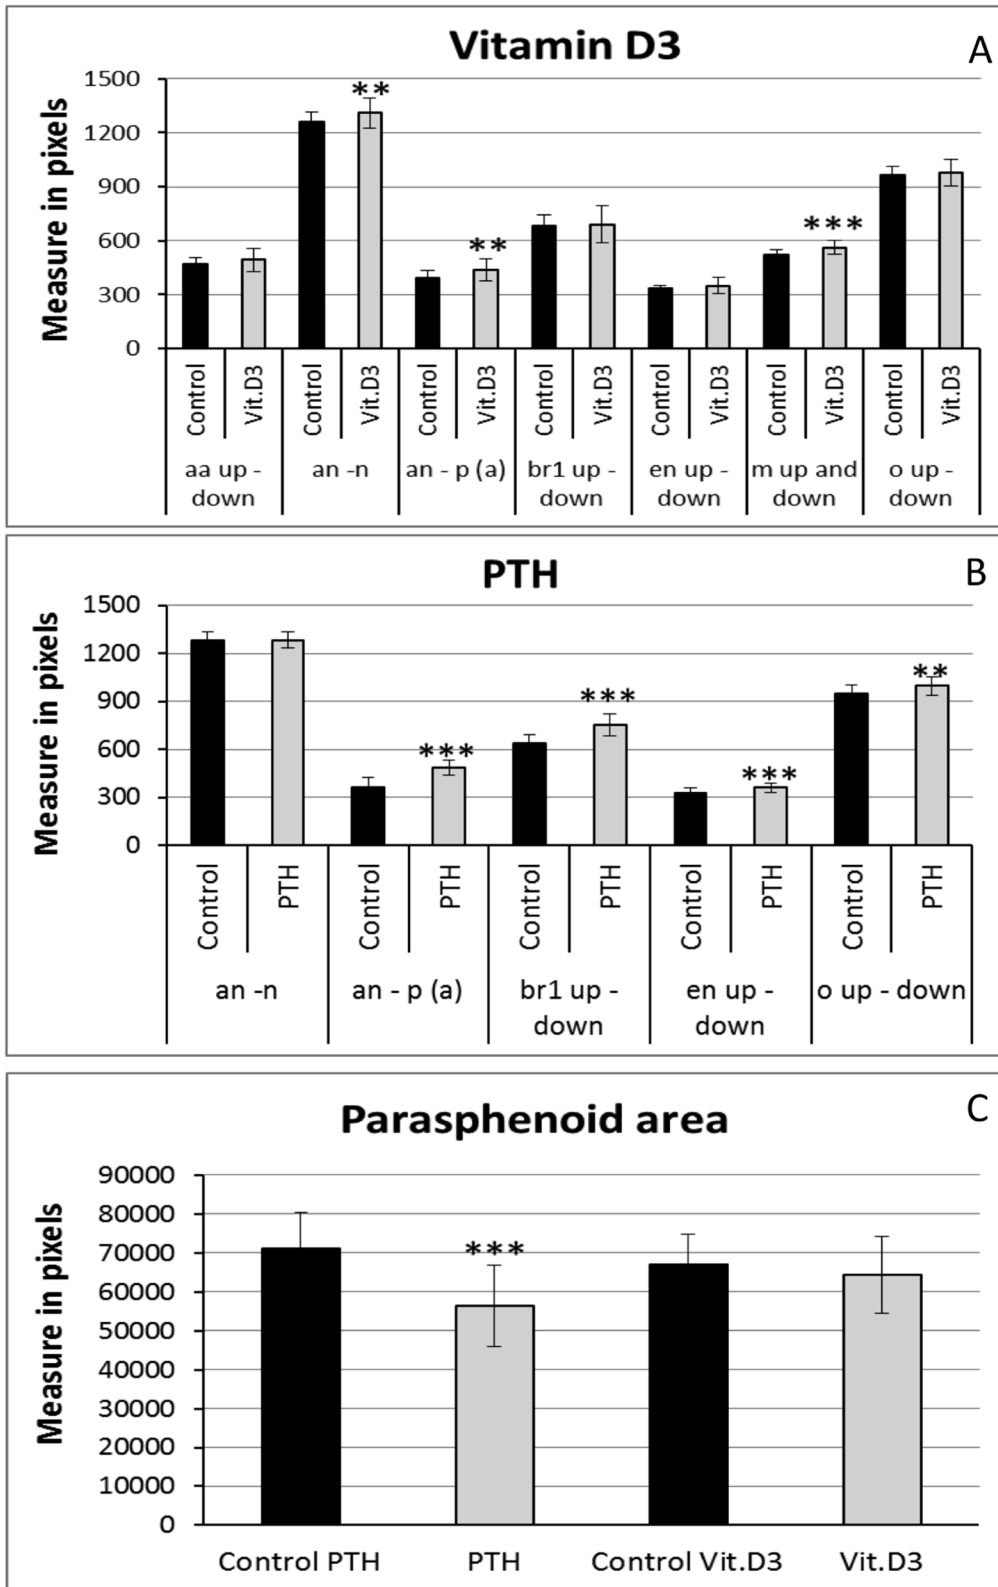 Vitamin D3
A
Measure in pixels
1500
1200
900
600
300
0
**
**
***
Control Vit.D3 Control Vit.D3 Control Vit.D3 Control Vit.D3 Control Vit.D3 Control Vit.D3 Control Vit.D3
aa up - an -n an - p (a) br1 up - en up - m up and o up -
down down down down down
PTH
B
Measure in pixels
1500
1200
900
600
300
0
***
***
***
**
Control PTH Control PTH Control PTH Control PTH Control PTH
an -n an - p (a) br1 up - en up - o up - down
down down
Parasphenoid area
C
Measure in pixels
90000
80000
70000
60000
50000
40000
30000
20000
10000
0
***
Control PTH PTH Control Vit.D3 Vit.D3